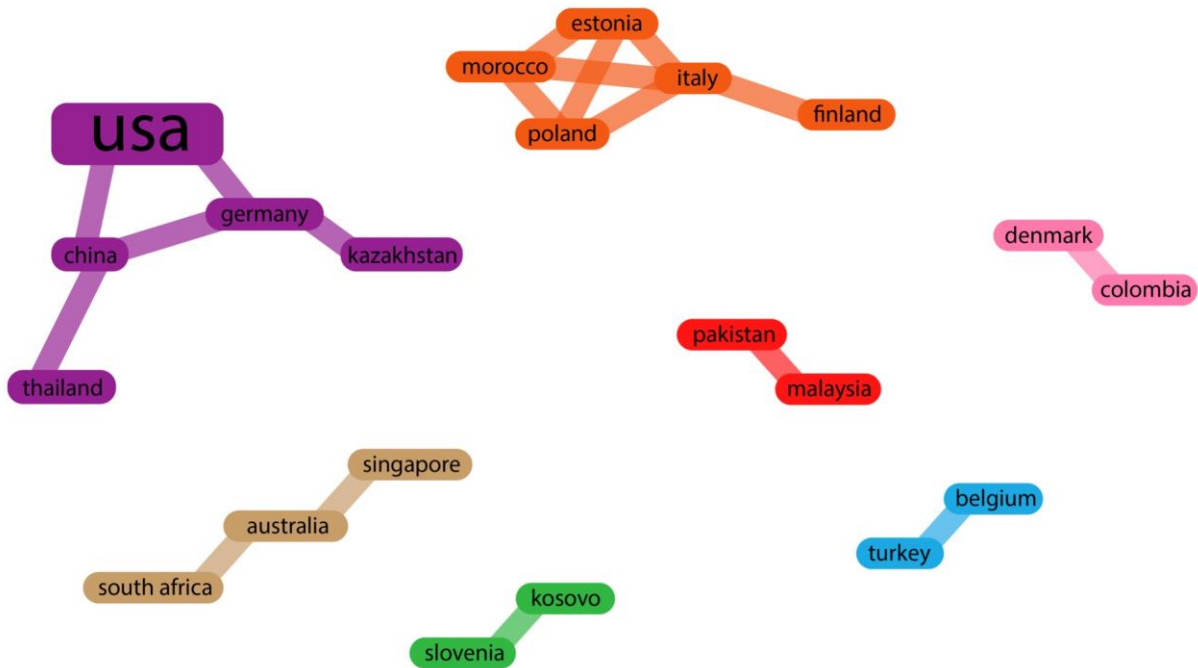 estonia
morocco
italy
finland
poland
usa
germany
china
kazakhstan
thailand
denmark
colombia
pakistan
malaysia
singapore
australia
south africa
belgium
turkey
kosovo
slovenia